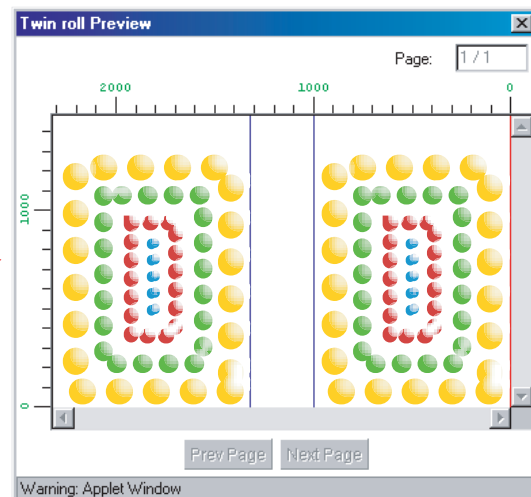 Twin roll Preview
Page: 1 / 1
2000 1000 0
1000
0
Prev Page Next Page
Warning: Applet Window